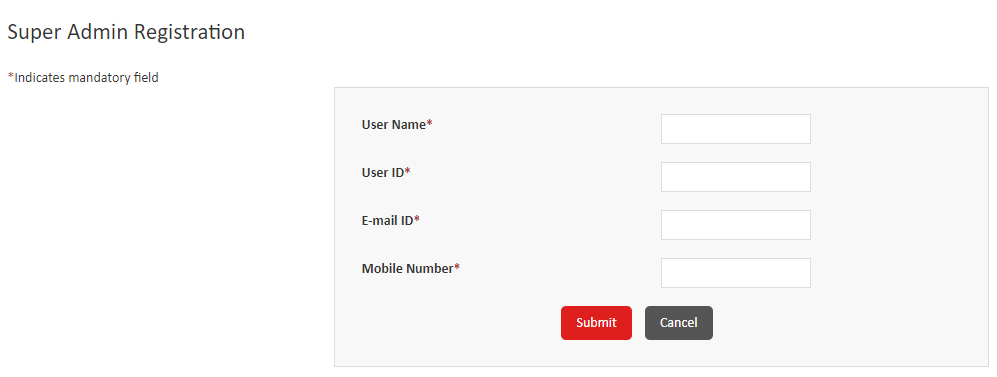 Super Admin Registration
*Indicates mandatory field
User Name*
User ID*
E-mail ID*
Mobile Number*
Submit Cancel